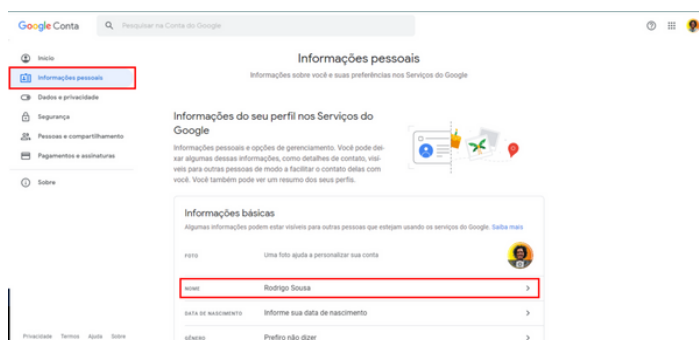 Google Conta
Pesquisar na Conta do Google
Início
Informações pessoais
Dados e privacidade
Segurança
Pessoas e compartilhamento
Pagamentos e assinaturas
Sobre
Informações pessoais
Informações sobre você e suas preferências nos Serviços do Google
Informações do seu perfil nos Serviços do
Google
Informações pessoais e opções de gerenciamento. Você pode dei-
xar algumas dessas informações, como detalhes de contato, visí-
veis para outras pessoas de modo a facilitar o contato delas com
você. Você também pode ver um resumo dos seus perfis.
Informações básicas
Algumas informações podem estar visíveis para outras pessoas que estejam usando os serviços do Google. Saiba mais
FOTO
Uma foto ajuda a personalizar sua conta
NOME
Rodrigo Sousa
DATA DE NASCIMENTO
Informe sua data de nascimento
GÊNERO
Prefiro não dizer
Privacidade Termos Ajuda Sobre